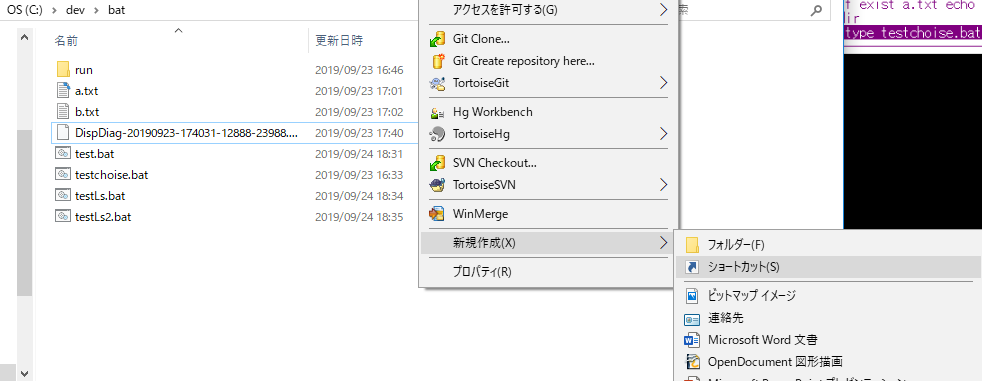 OS (C:) > dev > bat
索
名前 更新日時
run 2019/09/23 16:46
a.txt 2019/09/23 17:01
b.txt 2019/09/23 17:02
DispDiag-20190923-174031-12888-23988.... 2019/09/23 17:40
test.bat 2019/09/24 18:31
testchoise.bat 2019/09/23 16:33
testLs.bat 2019/09/24 18:34
testLs2.bat 2019/09/24 18:35
アクセスを許可する(G)
Git Clone...
Git Create repository here...
TortoiseGit
Hg Workbench
TortoiseHg
SVN Checkout...
TortoiseSVN
WinMerge
新規作成(X)
プロパティ(R)
フォルダー(F)
ショートカット(S)
ビットマップ イメージ
連絡先
Microsoft Word 文書
OpenDocument 図形描画
f exist a.txt echo
dir
type testchoise.bat